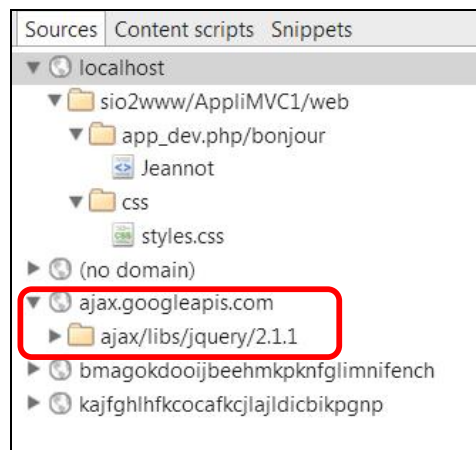 Sources Content scripts Snippets
localhost
sio2www/AppliMVC1/web
app_dev.php/bonjour
Jeannot
css
styles.css
(no domain)
ajax.googleapis.com
ajax/libs/jquery/2.1.1
bmagokdooijbeehmkpknfglimnifench
kajfghlhfkcocafkcjlajldicbikpgnp